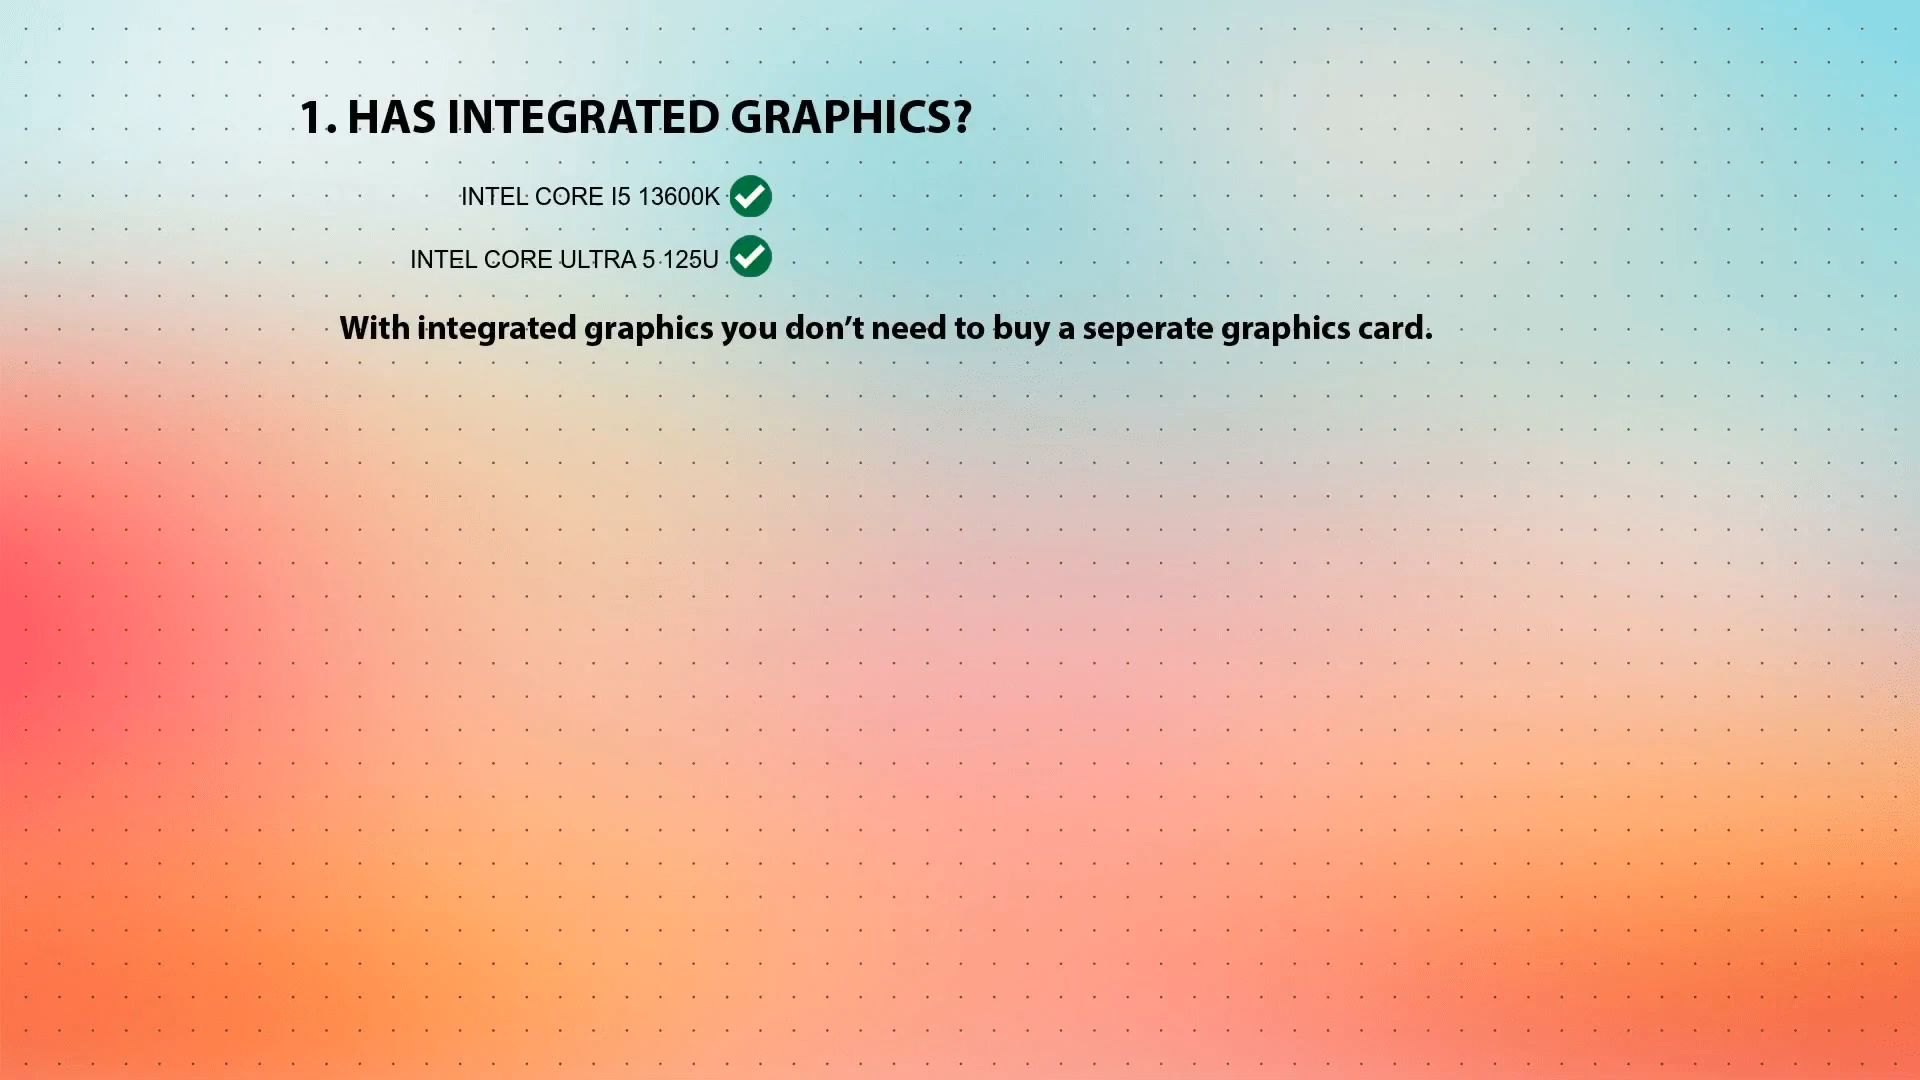 1. HAS INTEGRATED GRAPHICS?
INTEL CORE I5 13600K
INTEL CORE ULTRA 5 125U
With integrated graphics you don’t need to buy a seperate graphics card.